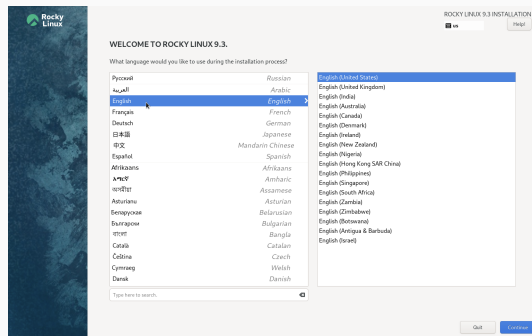 Rocky
Linux
ROCKY LINUX 9.3 INSTALLATION
us
Help!
WELCOME TO ROCKY LINUX 9.3.
What language would you like to use during the installation process?
Русский Russian
العربية Arabic
English English
Français French
Deutsch German
日本語 Japanese
中文 Mandarin Chinese
Español Spanish
Afrikaans Afrikaans
አማርኛ Amharic
অসমীয়া Assamese
Asturianu Asturian
Беларуская Belarusian
Български Bulgarian
বাংলা Bangla
Català Catalan
Čeština Czech
Cymraeg Welsh
Dansk Danish
Type here to search.
English (United States)
English (United Kingdom)
English (India)
English (Australia)
English (Canada)
English (Denmark)
English (Ireland)
English (New Zealand)
English (Nigeria)
English (Hong Kong SAR China)
English (Philippines)
English (Singapore)
English (South Africa)
English (Zambia)
English (Zimbabwe)
English (Botswana)
English (Antigua & Barbuda)
English (Israel)
Quit
Continue